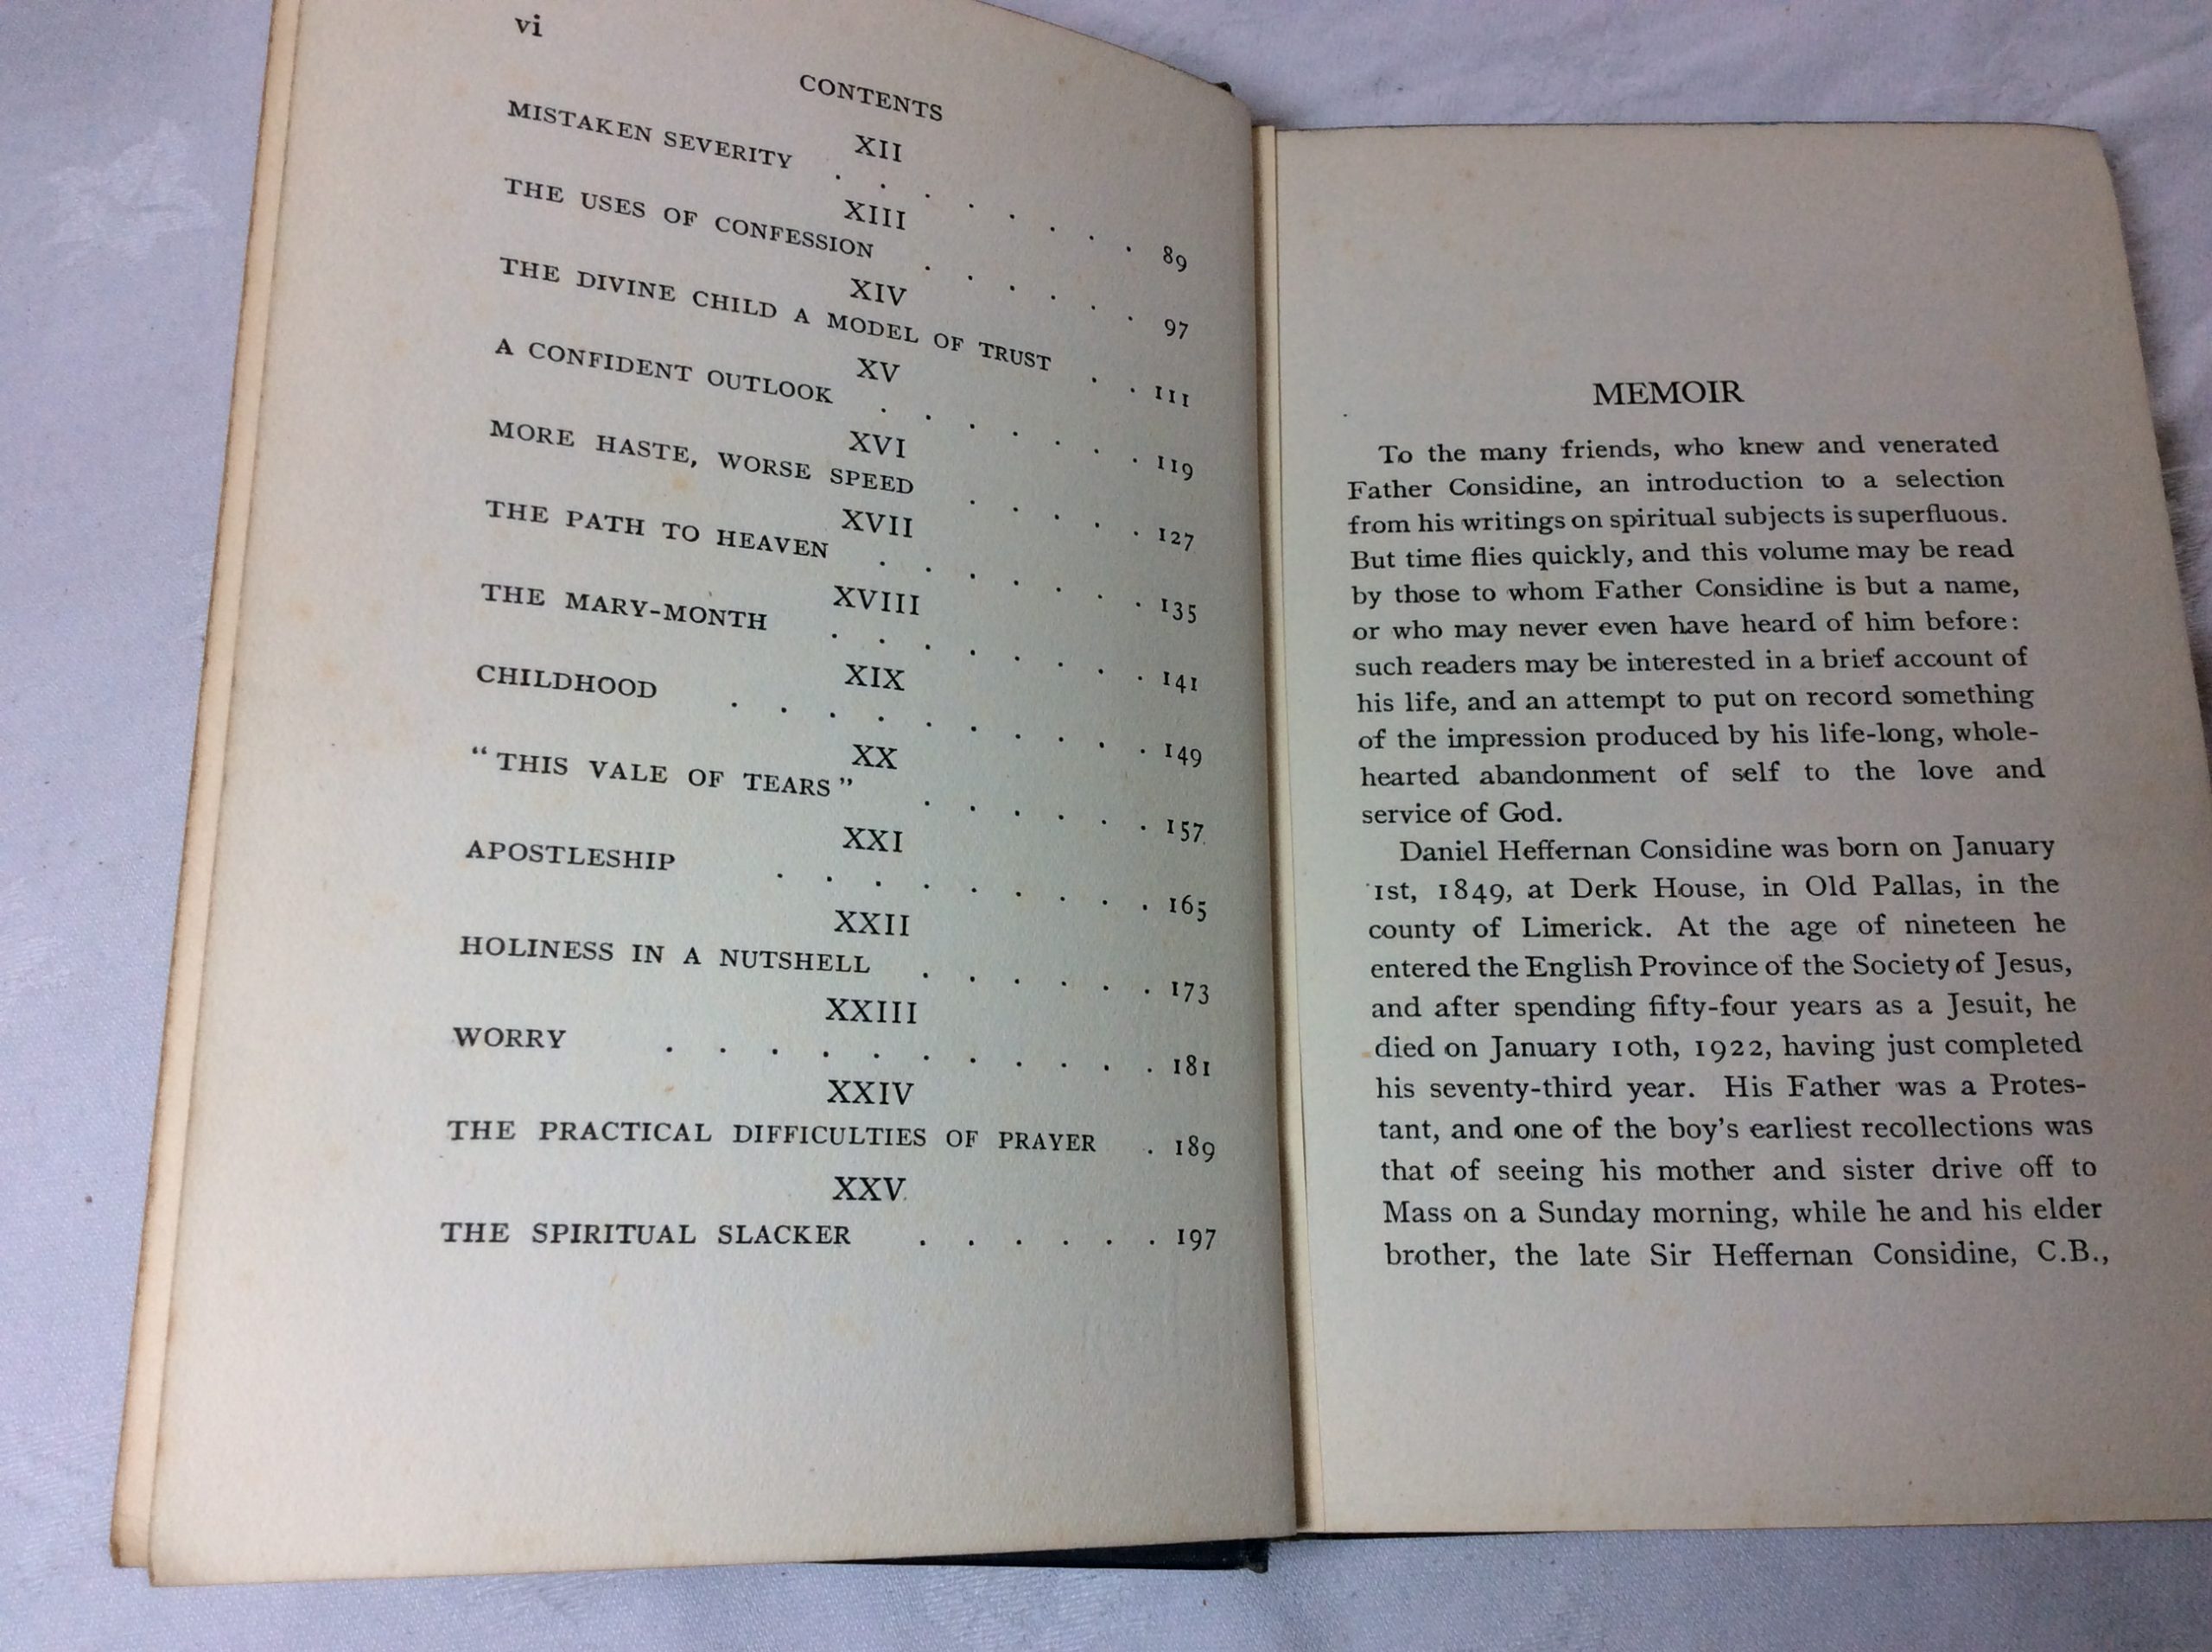 vi
CONTENTS
XII
MISTAKEN SEVERITY . . . . . . . . 89
XIII
THE USES OF CONFESSION . . . . . . 97
XIV
THE DIVINE CHILD A MODEL OF TRUST . . 111
XV
A CONFIDENT OUTLOOK . . . . . . . 119
XVI
MORE HASTE, WORSE SPEED . . . . . 127
XVII
THE PATH TO HEAVEN . . . . . . . 135
XVIII
THE MARY-MONTH . . . . . . . . 141
XIX
CHILDHOOD . . . . . . . . . . 149
XX
“THIS VALE OF TEARS” . . . . . . 157
XXI
APOSTLESHIP . . . . . . . . . 165
XXII
HOLINESS IN A NUTSHELL . . . . . . 173
XXIII
WORRY . . . . . . . . . . 181
XXIV
THE PRACTICAL DIFFICULTIES OF PRAYER . 189
XXV
THE SPIRITUAL SLACKER . . . . . . 197
MEMOIR
To the many friends, who knew and venerated
Father Considine, an introduction to a selection
from his writings on spiritual subjects is superfluous.
But time flies quickly, and this volume may be read
by those to whom Father Considine is but a name,
or who may never even have heard of him before:
such readers may be interested in a brief account of
his life, and an attempt to put on record something
of the impression produced by his life-long, whole-
hearted abandonment of self to the love and
service of God.
Daniel Heffernan Considine was born on January
1st, 1849, at Derk House, in Old Pallas, in the
county of Limerick. At the age of nineteen he
entered the English Province of the Society of Jesus,
and after spending fifty-four years as a Jesuit, he
died on January 10th, 1922, having just completed
his seventy-third year. His Father was a Protes-
tant, and one of the boy's earliest recollections was
that of seeing his mother and sister drive off to
Mass on a Sunday morning, while he and his elder
brother, the late Sir Heffernan Considine, C.B.,